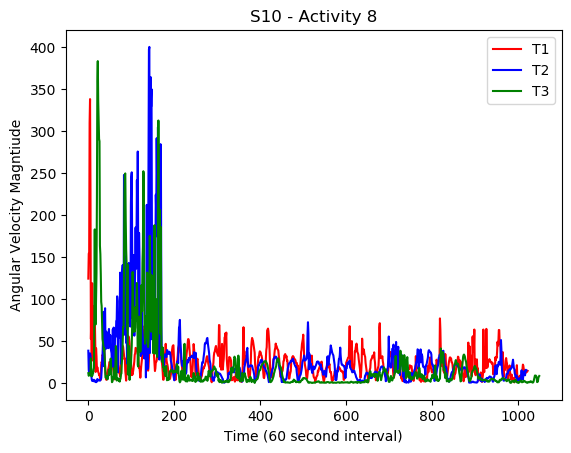 S10 - Activity 8
T1
T2
T3
400
350
300
250
200
150
100
50
0
Angular Velocity Magntiude
0 200 400 600 800 1000
Time (60 second interval)